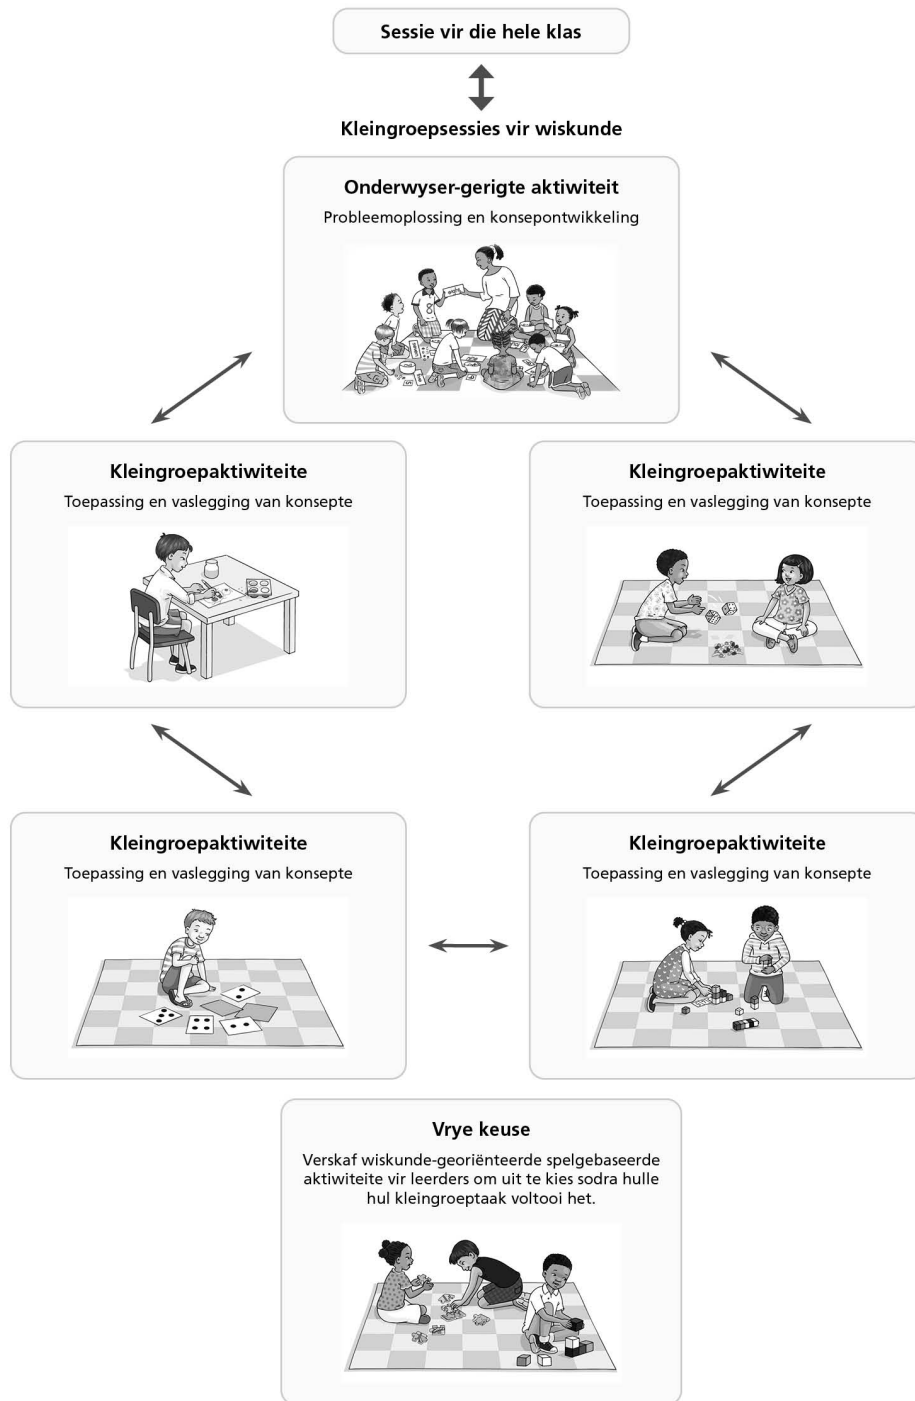 Sessie vir die hele klas
Kleingroepsessies vir wiskunde
Onderwyser-gerigte aktiwiteit
Probleemoplossing en konsepontwikkeling
Kleingroepaktiwiteite
Toepassing en vaslegging van konsepte
Kleingroepaktiwiteite
Toepassing en vaslegging van konsepte
Kleingroepaktiwiteite
Toepassing en vaslegging van konsepte
Kleingroepaktiwiteite
Toepassing en vaslegging van konsepte
Vrye keuse
Verskaf wiskunde-georiënteerde spelgebaseerde
aktiwiteite vir leerders om uit te kies sodra hulle
hul kleingroeptaak voltooi het.